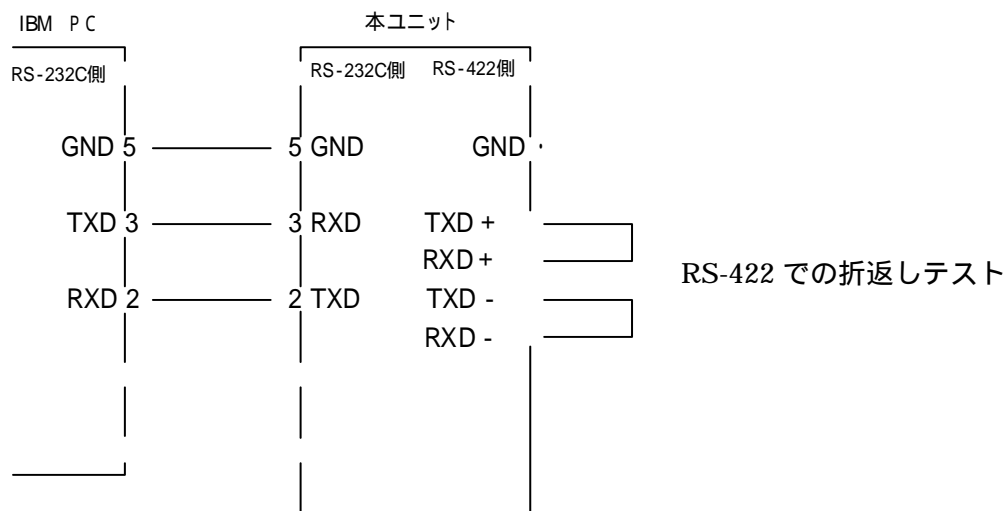 IBM PC 本ユニット
RS-232C側 RS-232C側 RS-422側
GND 5 5 GND GND
TXD 3 3 RXD TXD +
RXD +
RS-422 での折返しテスト
RXD 2 2 TXD TXD -
RXD -